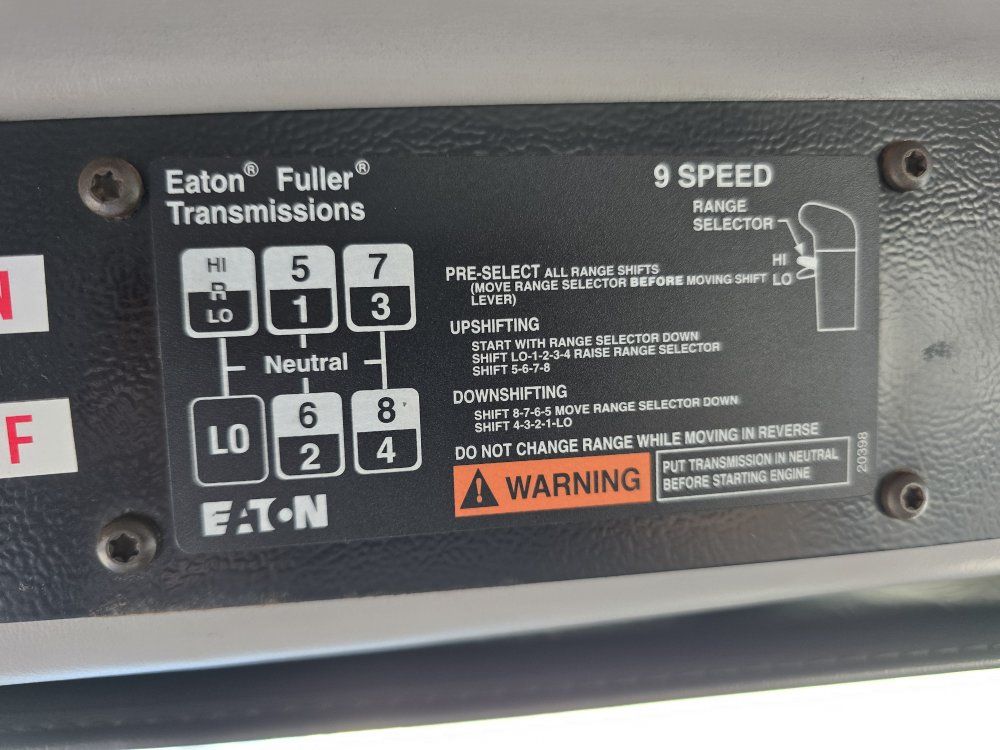 Eaton® Fuller®
Transmissions
9 SPEED
RANGE
SELECTOR
HI
LO
HI
R
LO
5
1
7
3
Neutral
LO
6
2
8
4
EATON
PRE-SELECT ALL RANGE SHIFTS
(MOVE RANGE SELECTOR BEFORE MOVING SHIFT
LEVER)
UPSHIFTING
START WITH RANGE SELECTOR DOWN
SHIFT LO-1-2-3-4 RAISE RANGE SELECTOR
SHIFT 5-6-7-8
DOWNSHIFTING
SHIFT 8-7-6-5 MOVE RANGE SELECTOR DOWN
SHIFT 4-3-2-1-LO
DO NOT CHANGE RANGE WHILE MOVING IN REVERSE
WARNING
PUT TRANSMISSION IN NEUTRAL
BEFORE STARTING ENGINE
20398
N
F